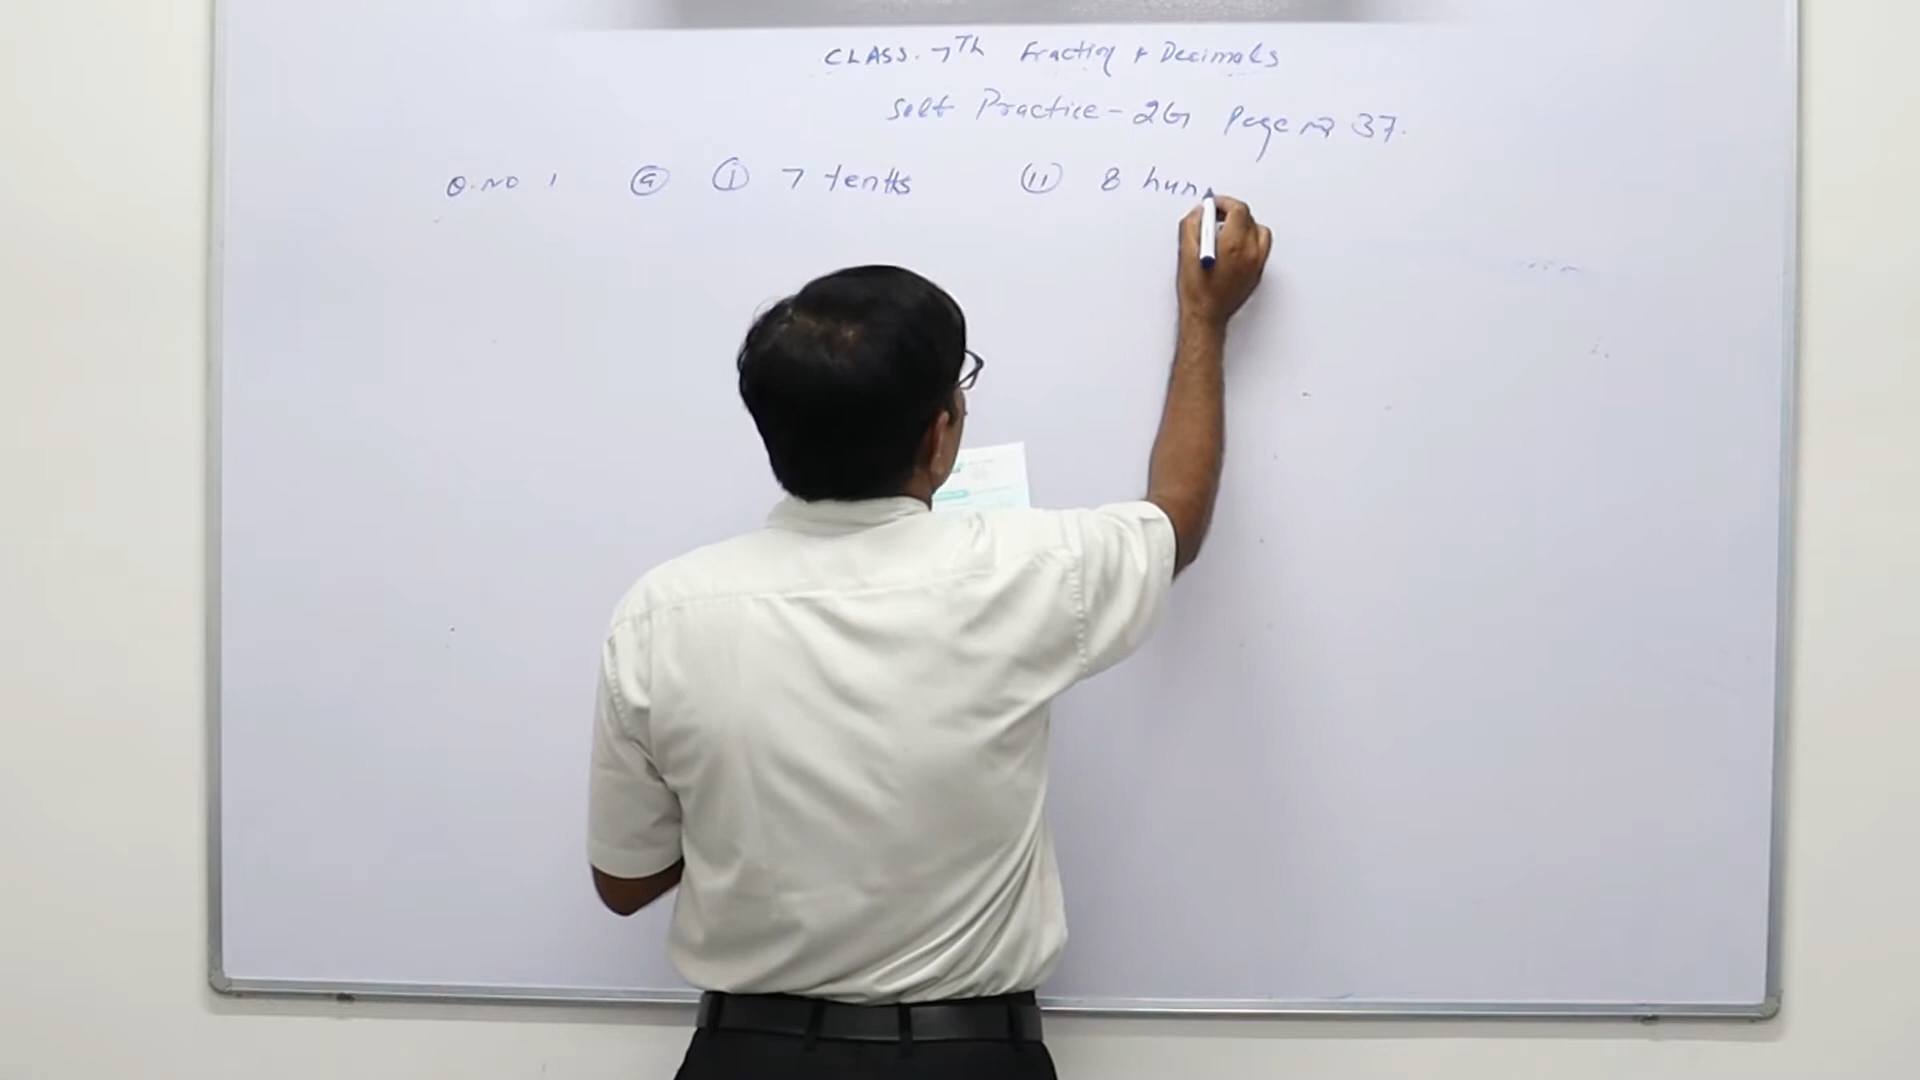 CLASS. 7Th Fraction & Decimals
Self Practice - 2G Page no 37.
Q. NO 1 (a) (i) 7 tenths (ii) 8 hun